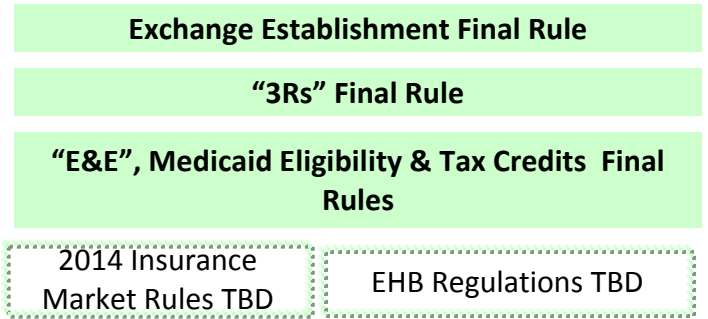 Exchange Establishment Final Rule
“3Rs” Final Rule
“E&E”, Medicaid Eligibility & Tax Credits  Final
Rules
2014 Insurance
Market Rules TBD
EHB Regulations TBD